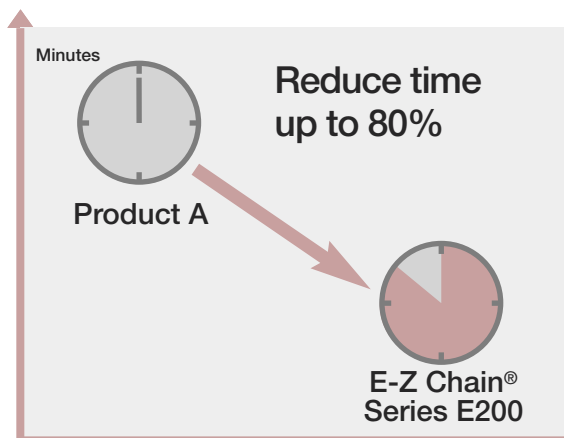 Minutes
Reduce time
up to 80%
Product A
E-Z Chain®
Series E200